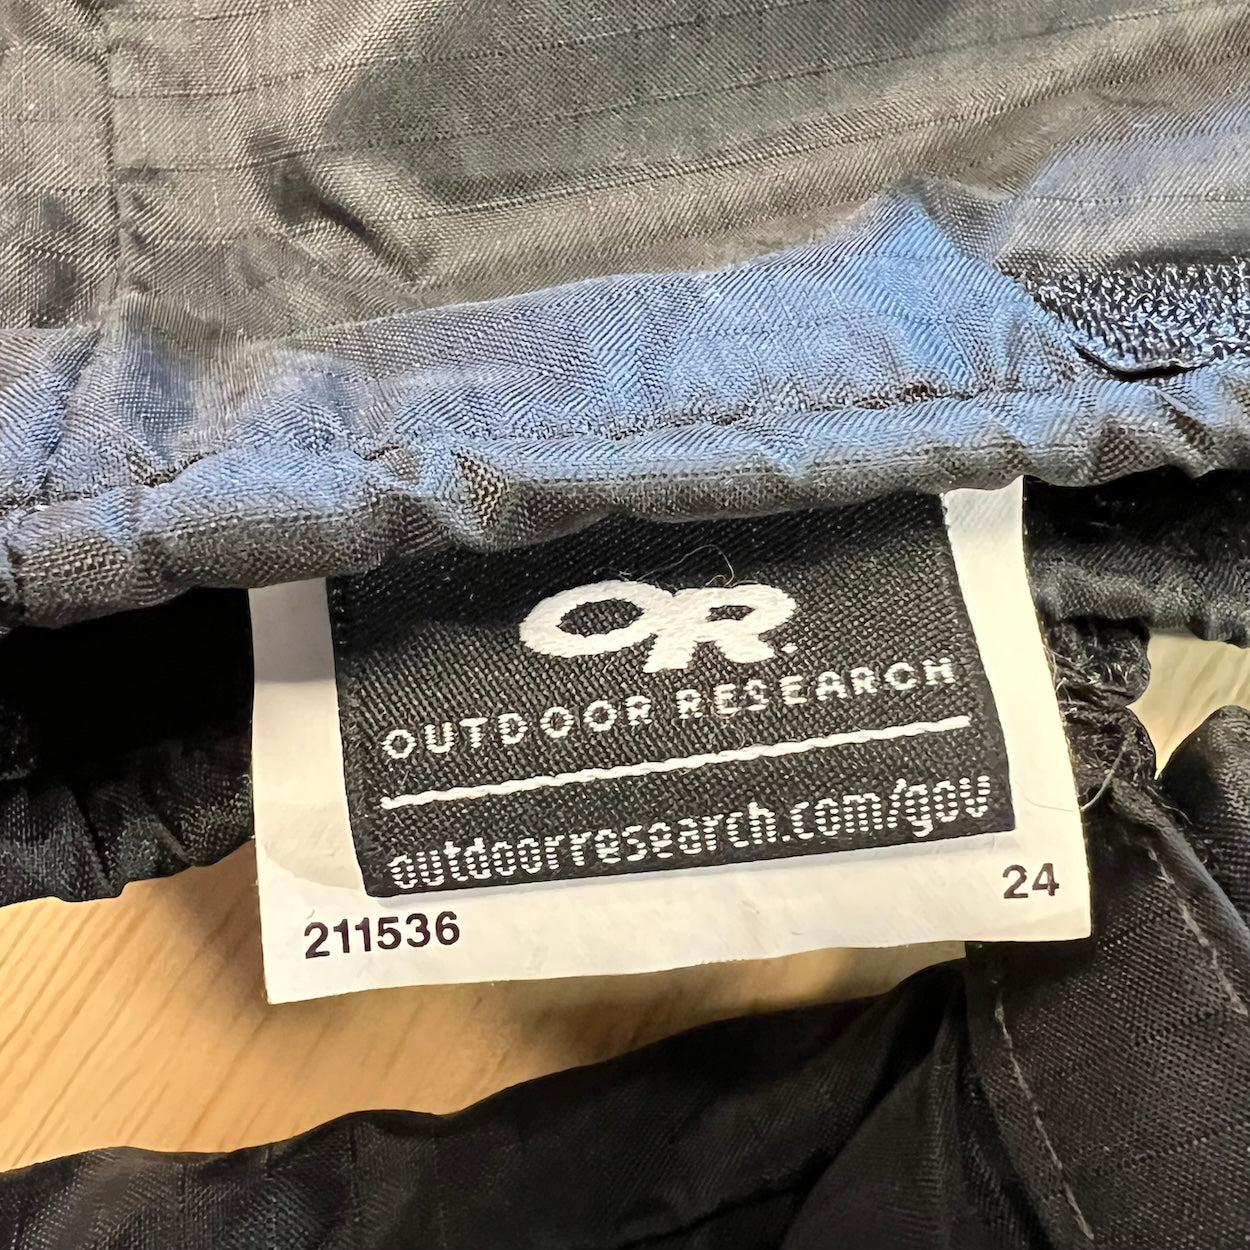 OR
OUTDOOR RESEARCH
outdoorresearch.com/gov
211536 24